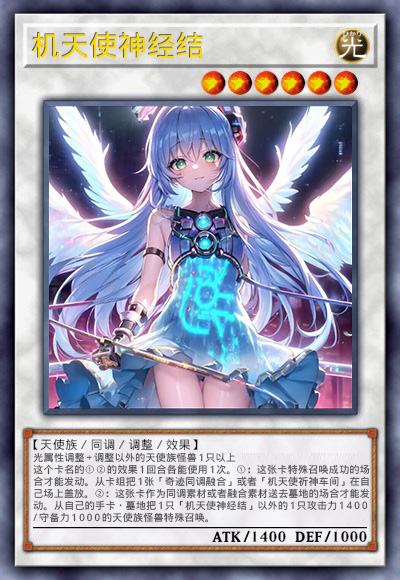 机天使神经结
ひかり
光
【天使族／同调／调整／效果】
光属性调整＋调整以外的天使族怪兽1只以上
这个卡名的①②的效果1回合各能使用1次。①：这张卡特殊召唤成功的场
合才能发动。从卡组把1张「奇迹同调融合」或者「机天使祈神车间」在自
己场上盖放。②：这张卡作为同调素材或者融合素材送去墓地的场合才能发
动。从自己的手卡·墓地把1只「机天使神经结」以外的1只攻击力1400
/守备力1000的天使族怪兽特殊召唤。
ATK/1400 DEF/1000